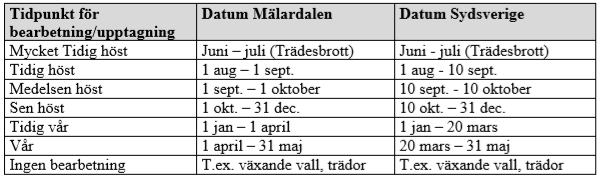 Tidpunkt för bearbetning/upptagning | Datum Mälardalen | Datum Sydsverige
Mycket Tidig höst | Juni – juli (Trädesbrott) | Juni - juli (Trädesbrott)
Tidig höst | 1 aug – 1 sept. | 1 aug - 10 sept.
Medelsen höst | 1 sept. – 1 oktober | 10 sept. - 10 oktober
Sen höst | 1 okt. – 31 dec. | 10 okt. – 31 dec.
Tidig vår | 1 jan – 1 april | 1 jan – 20 mars
Vår | 1 april – 31 maj | 20 mars – 31 maj
Ingen bearbetning | T.ex. växande vall, trädor | T.ex. växande vall, trädor